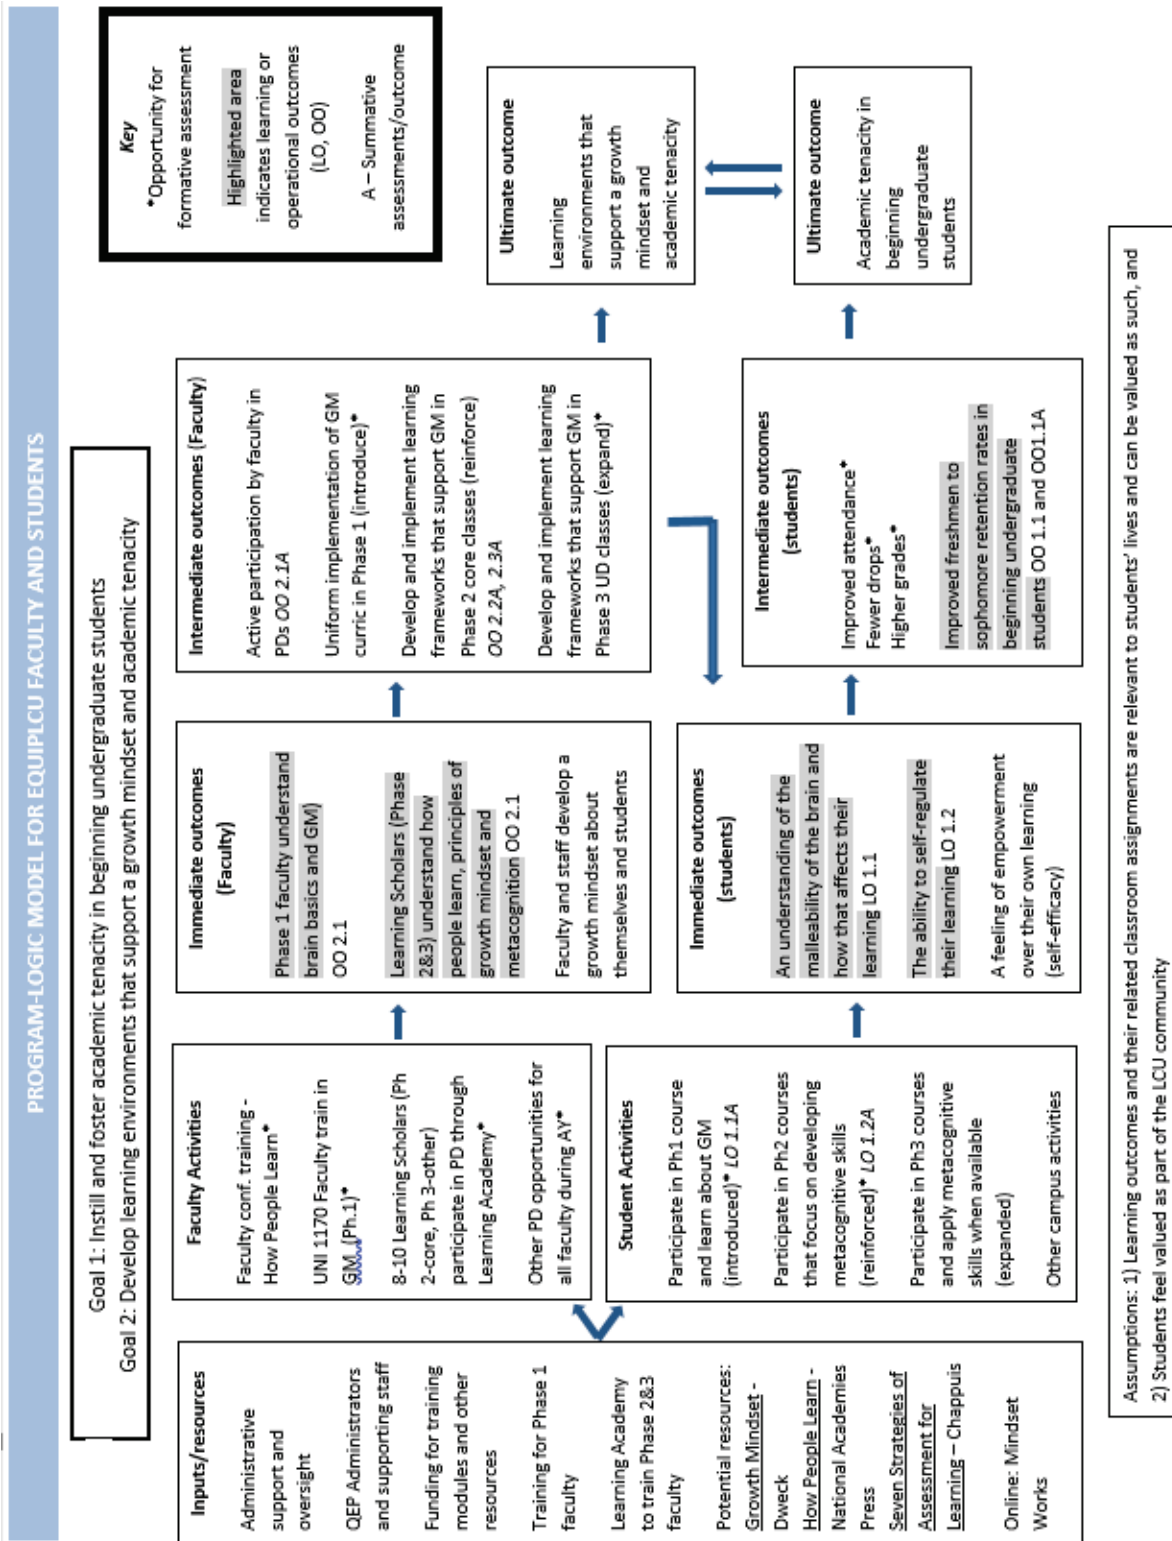 PROGRAM-LOGIC MODEL FOR EQUIPLCU FACULTY AND STUDENTS
Goal 1: Instill and foster academic tenacity in beginning undergraduate students
Goal 2: Develop learning environments that support a growth mindset and academic tenacity
Key
*Opportunity for
formative assessment
Highlighted area
indicates learning or
operational outcomes
(LO, OO)
A – Summative
assessments/outcome
Inputs/resources
Administrative
support and
oversight
QEP Administrators
and supporting staff
Funding for training
modules and other
resources
Training for Phase 1
faculty
Learning Academy
to train Phase 2&3
faculty
Potential resources:
Growth Mindset -
Dweck
How People Learn -
National Academies
Press
Seven Strategies of
Assessment for
Learning – Chappuis
Online: Mindset
Works
Faculty Activities
Faculty conf. training -
How People Learn*
UNI 1170 Faculty train in
GM (Ph.1)*
8-10 Learning Scholars (Ph
2-core, Ph 3-other)
participate in PD through
Learning Academy*
Other PD opportunities for
all faculty during AY*
Student Activities
Participate in Ph1 course
and learn about GM
(introduced)* LO 1.1A
Participate in Ph2 courses
that focus on developing
metacognitive skills
(reinforced)* LO 1.2A
Participate in Ph3 courses
and apply metacognitive
skills when available
(expanded)
Other campus activities
Immediate outcomes
(Faculty)
Phase 1 faculty understand
brain basics and GM)
OO 2.1
Learning Scholars (Phase
2&3) understand how
people learn, principles of
growth mindset and
metacognition OO 2.1
Faculty and staff develop a
growth mindset about
themselves and students
Immediate outcomes
(students)
An understanding of the
malleability of the brain and
how that affects their
learning LO 1.1
The ability to self-regulate
their learning LO 1.2
A feeling of empowerment
over their own learning
(self-efficacy)
Intermediate outcomes (Faculty)
Active participation by faculty in
PDs OO 2.1A
Uniform implementation of GM
curric in Phase 1 (introduce)*
Develop and implement learning
frameworks that support GM in
Phase 2 core classes (reinforce)
OO 2.2A, 2.3A
Develop and implement learning
frameworks that support GM in
Phase 3 UD classes (expand)*
Intermediate outcomes
(students)
Improved attendance*
Fewer drops*
Higher grades*
Improved freshmen to
sophomore retention rates in
beginning undergraduate
students OO 1.1 and OO1.1A
Ultimate outcome
Learning
environments that
support a growth
mindset and
academic tenacity
Ultimate outcome
Academic tenacity in
beginning
undergraduate
students
Assumptions: 1) Learning outcomes and their related classroom assignments are relevant to students' lives and can be valued as such, and
2) Students feel valued as part of the LCU community